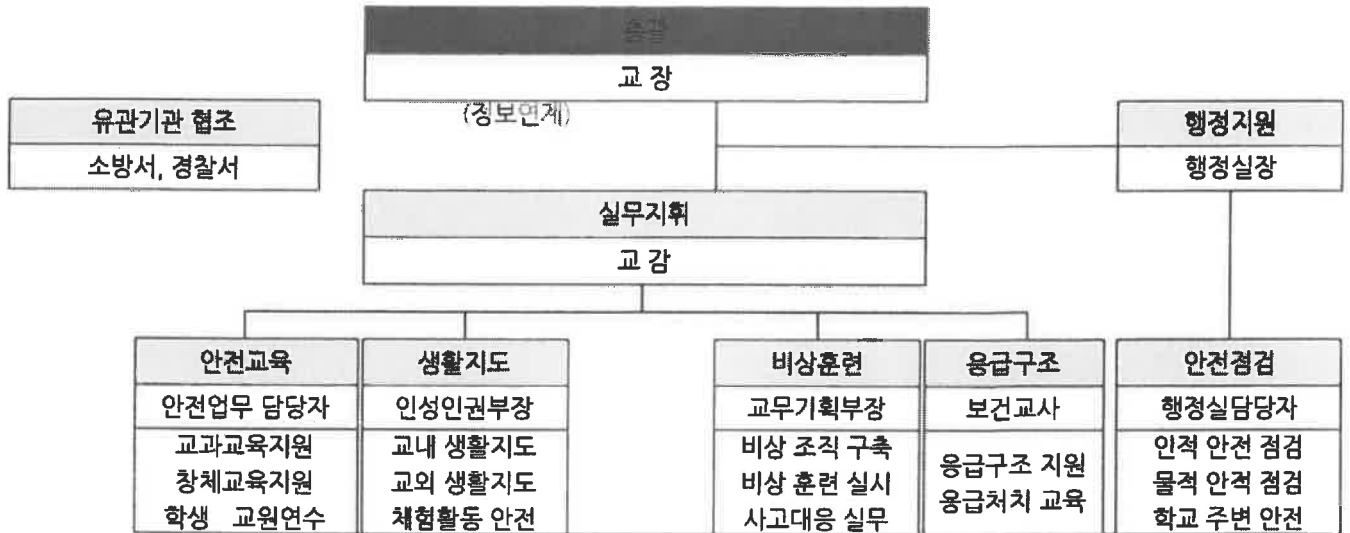 총괄
교 장
(정보연계)
유관기관 협조
소방서, 경찰서
행정지원
행정실장
실무지휘
교 감
안전교육
안전업무 담당자
교과교육지원
창체교육지원
학생 교원연수
생활지도
인성인권부장
교내 생활지도
교외 생활지도
체험활동 안전
비상훈련
교무기획부장
비상 조직 구축
비상 훈련 실시
사고대응 실무
응급구조
보건교사
응급구조 지원
응급처치 교육
안전점검
행정실담당자
인적 안전 점검
물적 안적 점검
학교 주변 안전